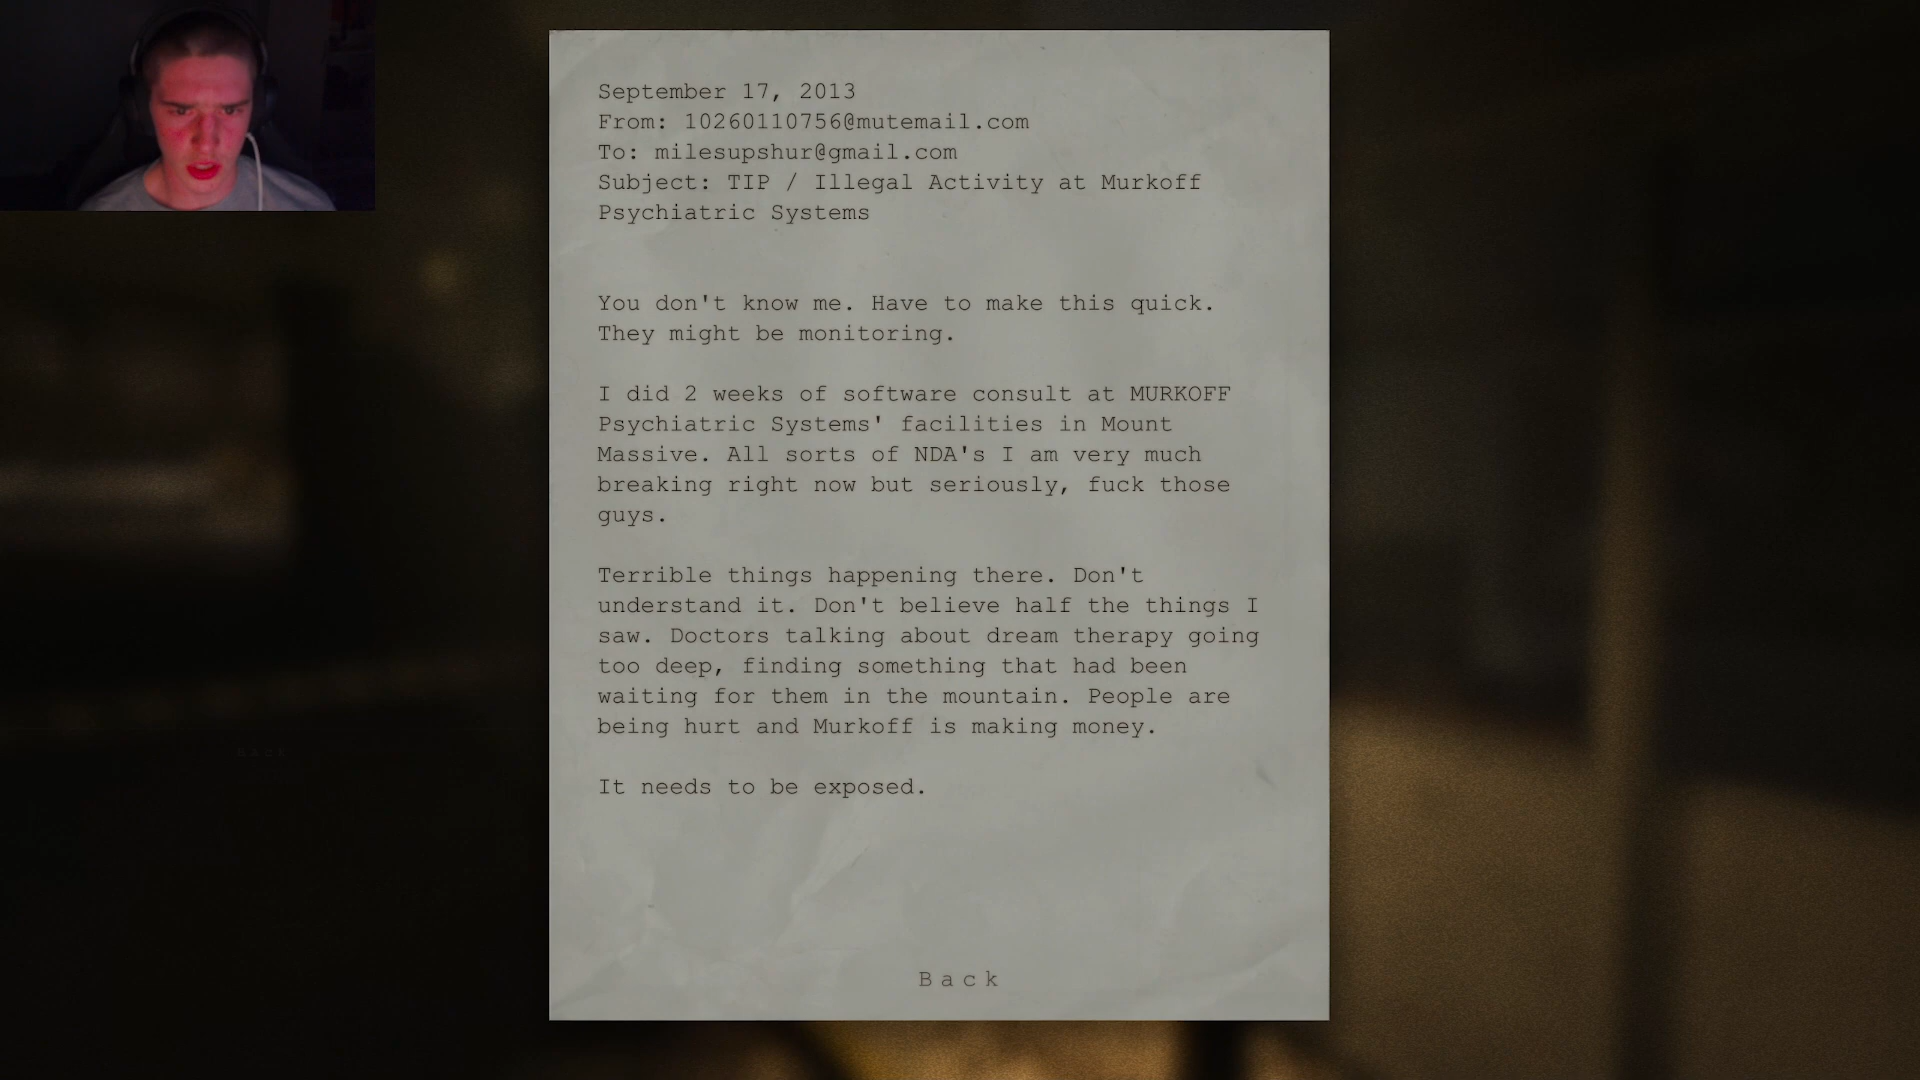 September 17, 2013
From: 10260110756@mutemail.com
To: milesupshur@gmail.com
Subject: TIP / Illegal Activity at Murkoff
Psychiatric Systems
You don't know me. Have to make this quick.
They might be monitoring.
I did 2 weeks of software consult at MURKOFF
Psychiatric Systems' facilities in Mount
Massive. All sorts of NDA's I am very much
breaking right now but seriously, fuck those
guys.
Terrible things happening there. Don't
understand it. Don't believe half the things I
saw. Doctors talking about dream therapy going
too deep, finding something that had been
waiting for them in the mountain. People are
being hurt and Murkoff is making money.
It needs to be exposed.
Back
Back